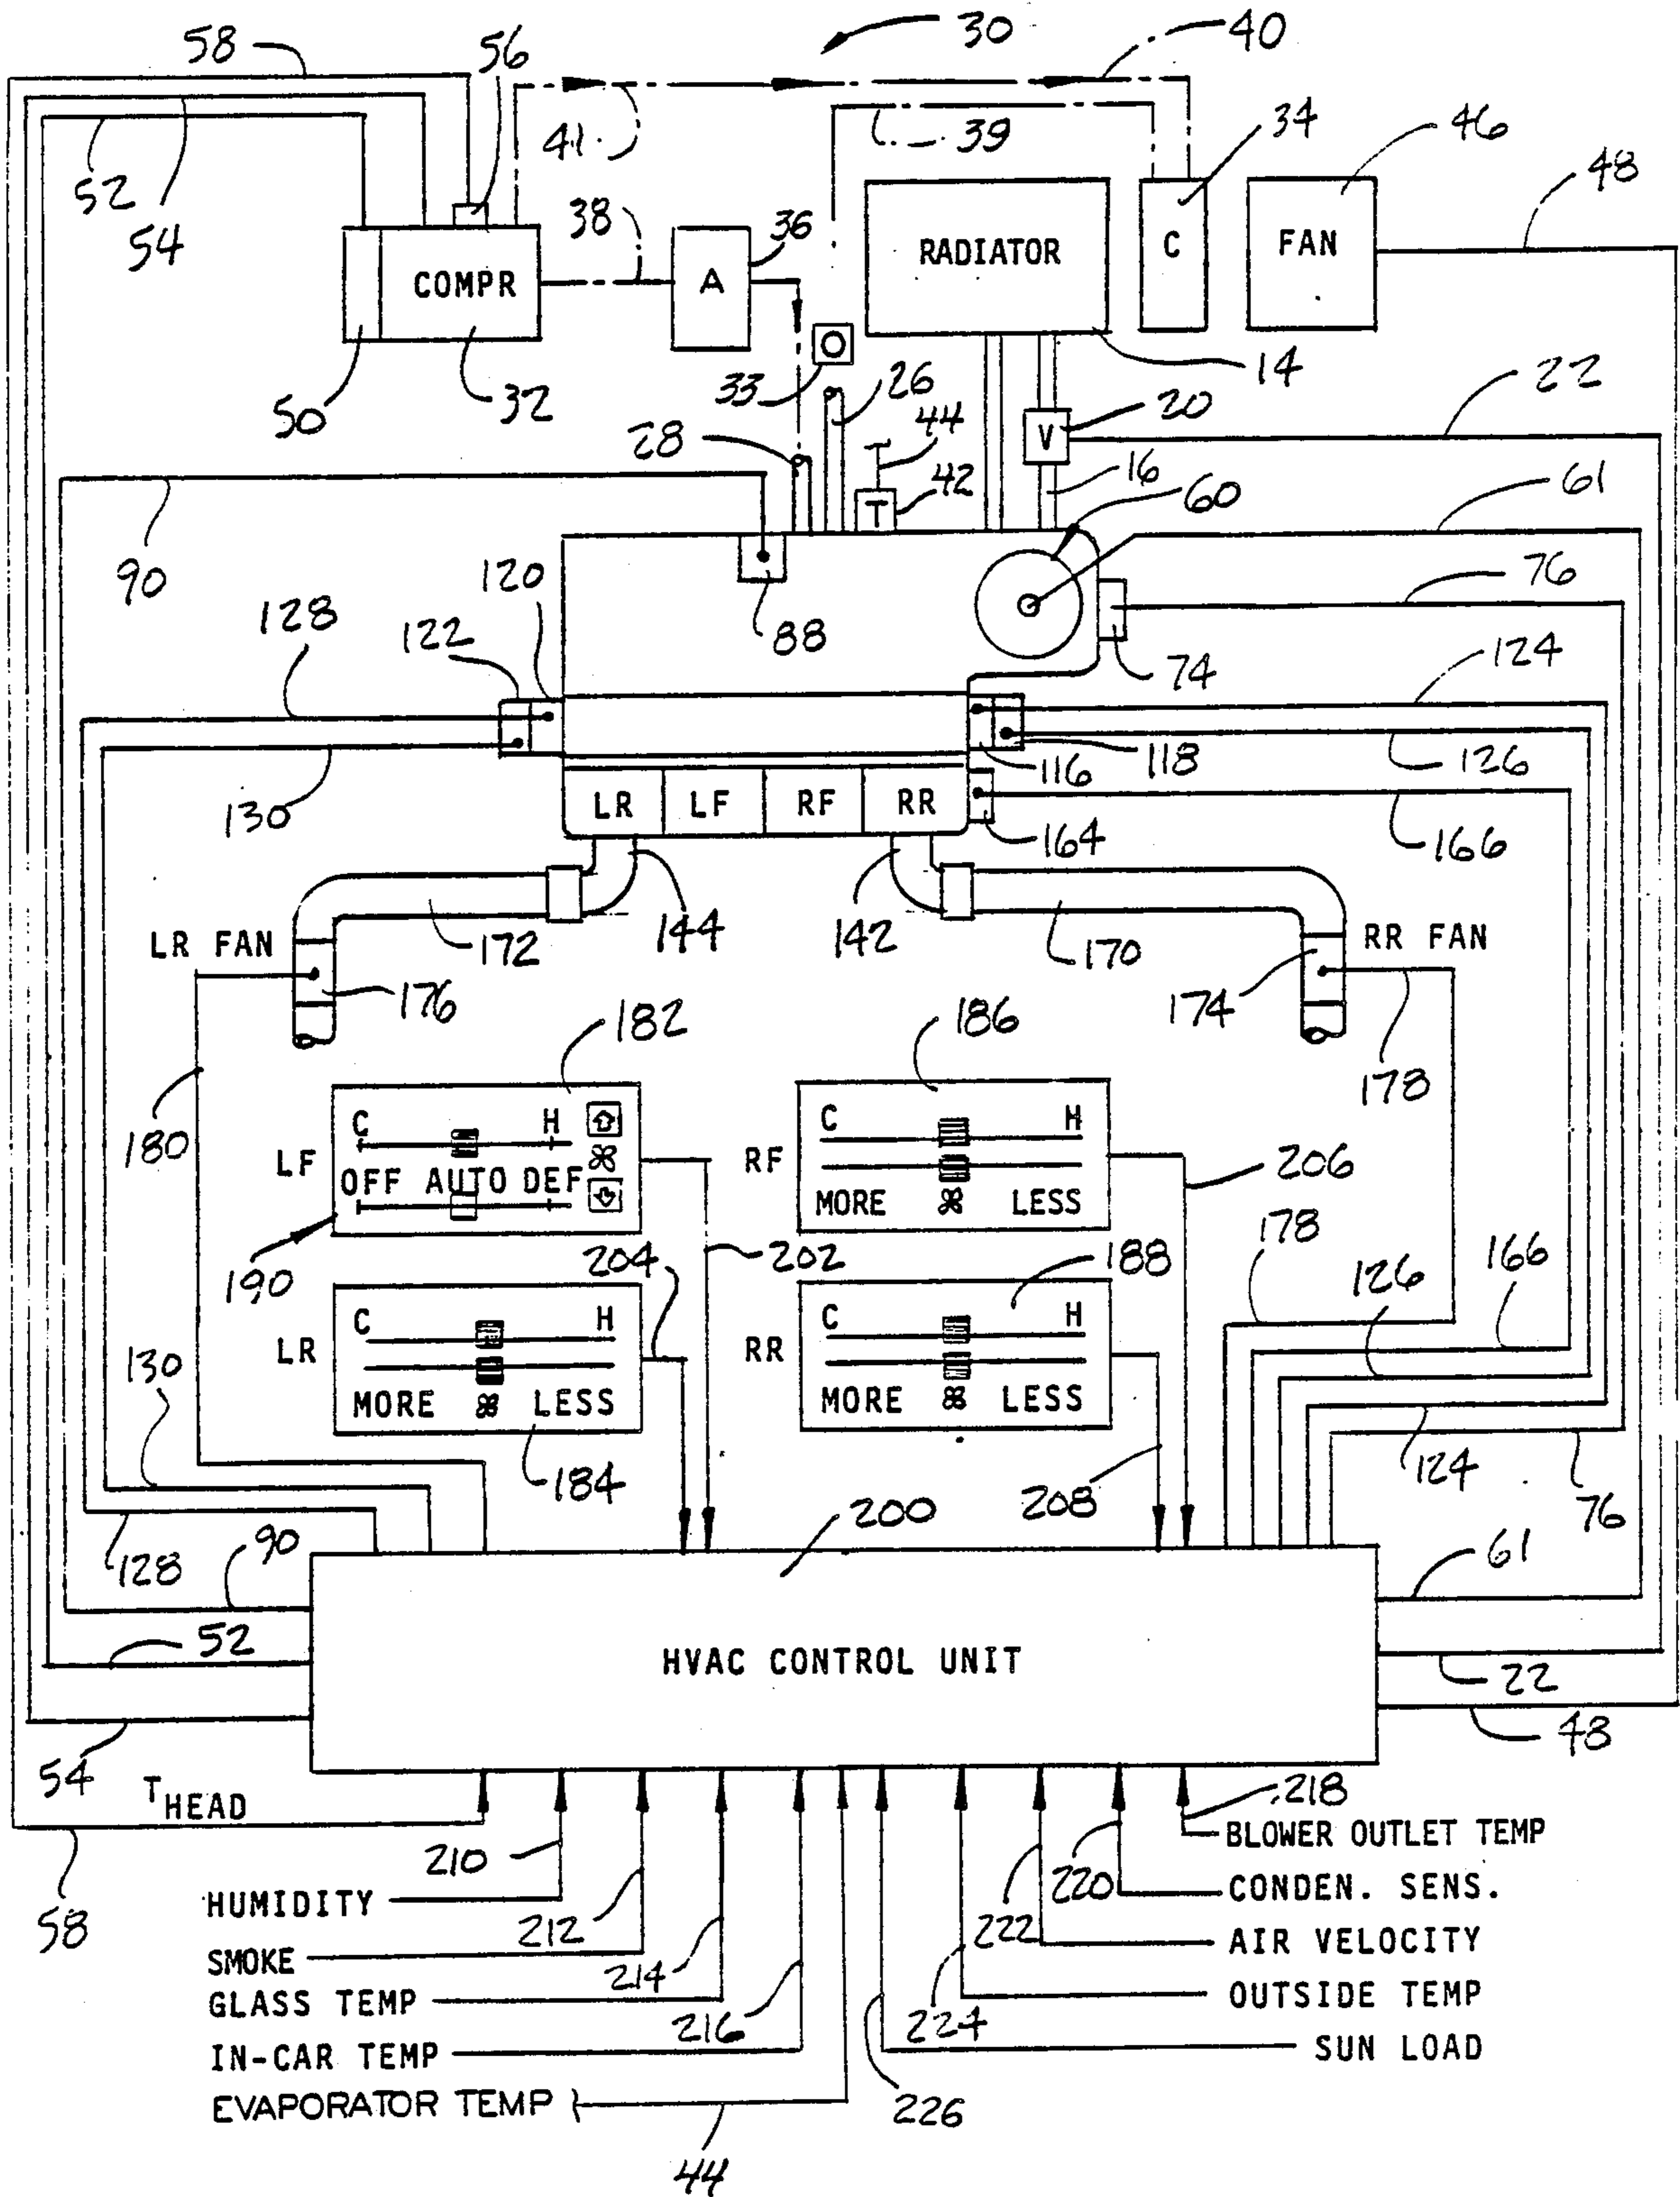 58
56
30
40
41
39
34
46
52
54
38
36
48
COMPR
A
RADIATOR
C
FAN
50
32
33
26
14
22
28
44
V
20
90
T
42
16
60
61
88
76
120
128
122
74
124
130
116
118
126
LR LF RF RR
164
166
LR FAN
172
144
142
170
RR FAN
176
174
178
180
182
186
LF
C H
OFF AUTO DEF
RF
C H
MORE LESS
206
190
204
202
188
178
126
166
130
LR
C H
MORE LESS
RR
C H
MORE LESS
184
208
124
76
128
90
200
61
52
HVAC CONTROL UNIT
22
54
48
THEAD
58
210
218
BLOWER OUTLET TEMP
HUMIDITY
212
220
CONDEN. SENS.
SMOKE
214
222
AIR VELOCITY
GLASS TEMP
216
224
OUTSIDE TEMP
IN-CAR TEMP
SUN LOAD
EVAPORATOR TEMP
226
44